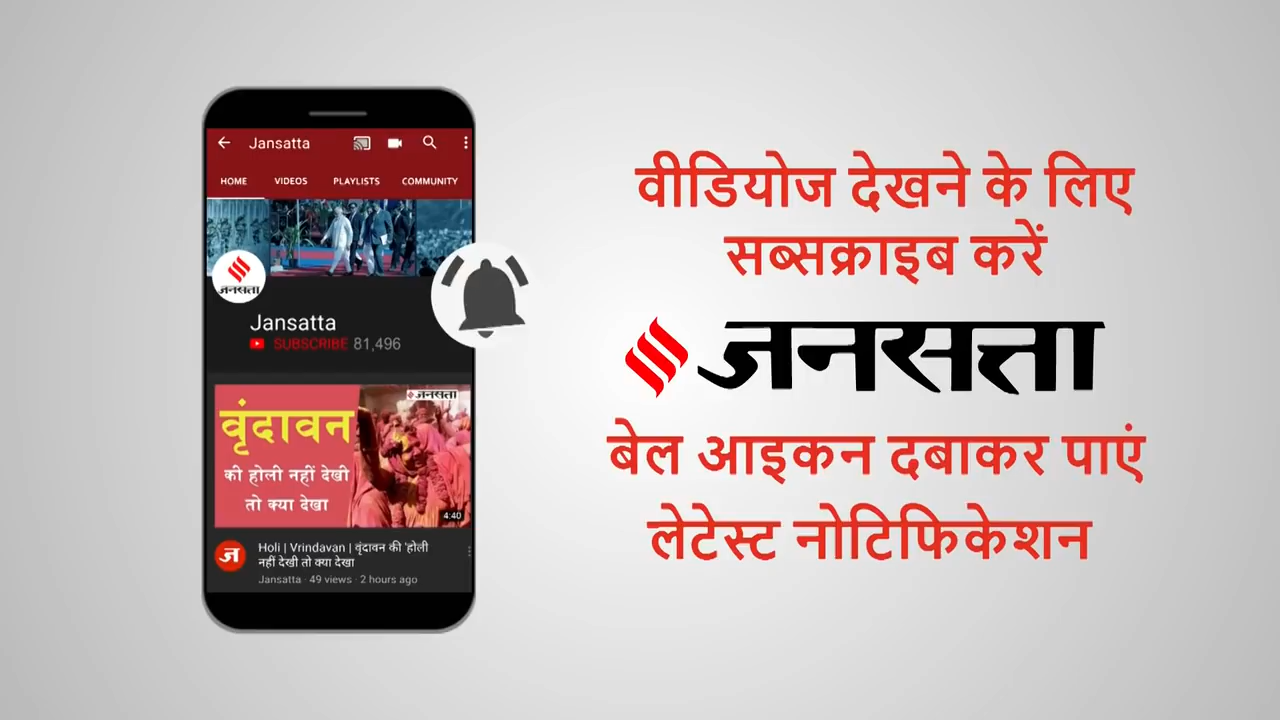 Jansatta
HOME VIDEOS PLAYLISTS COMMUNITY
जनसत्ता
Jansatta
SUBSCRIBE 81,496
जनसत्ता
वृंदावन
की होली नहीं देखी
तो क्या देखा
4:40
ज
Holi | Vrindavan | वृंदावन की 'होली
नहीं देखी तो क्या देखा
Jansatta · 49 views · 2 hours ago
वीडियोज देखने के लिए
सब्सक्राइब करें
जनसत्ता
बेल आइकन दबाकर पाएं
लेटेस्ट नोटिफिकेशन